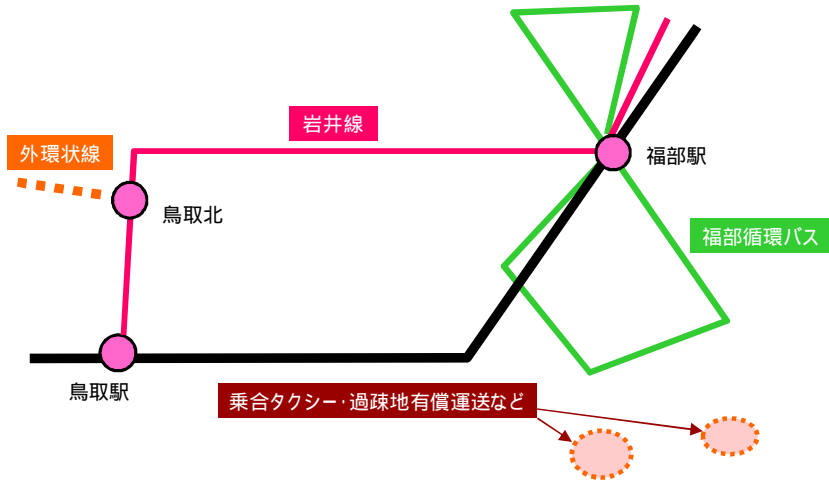 岩井線
外環状線
福部駅
鳥取北
福部循環バス
鳥取駅
乗合タクシー・過疎地有償運送など